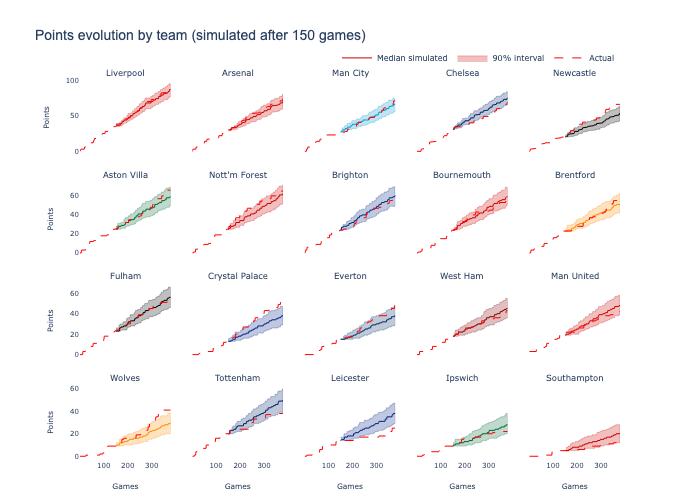 Points evolution by team (simulated after 150 games)
Median simulated 90% interval Actual
Liverpool Arsenal Man City Chelsea Newcastle
100
50
0
Points
Aston Villa Nott'm Forest Brighton Bournemouth Brentford
60
40
20
0
Points
Fulham Crystal Palace Everton West Ham Man United
60
40
20
0
Points
Wolves Tottenham Leicester Ipswich Southampton
60
40
20
0
Points
100 200 300 100 200 300 100 200 300 100 200 300 100 200 300
Games Games Games Games Games